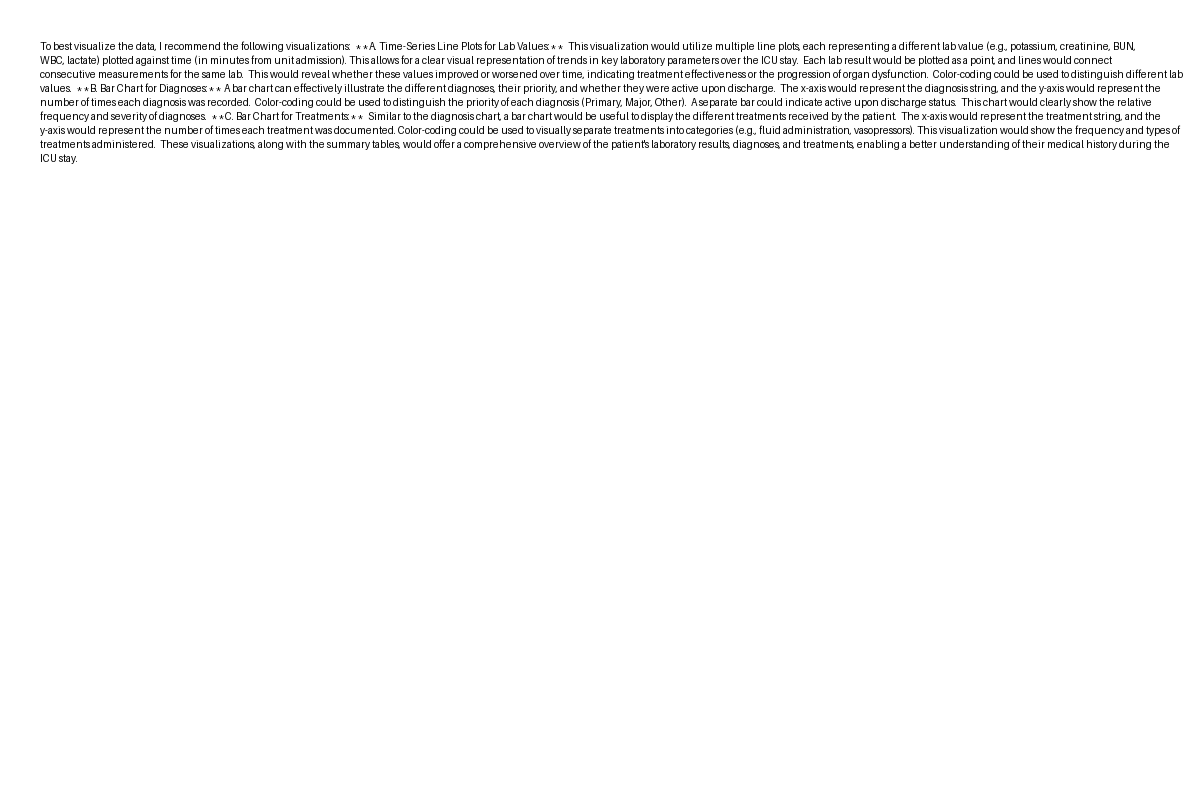 To best visualize the data, I recommend the following visualizations:  **A. Time-Series Line Plots for Lab Values:**  This visualization would utilize multiple line plots, each representing a different lab value (e.g., potassium, creatinine, BUN,
WBC, lactate) plotted against time (in minutes from unit admission). This allows for a clear visual representation of trends in key laboratory parameters over the ICU stay.  Each lab result would be plotted as a point, and lines would connect
consecutive measurements for the same lab.  This would reveal whether these values improved or worsened over time, indicating treatment effectiveness or the progression of organ dysfunction.  Color-coding could be used to distinguish different lab
values.  **B. Bar Chart for Diagnoses:** A bar chart can effectively illustrate the different diagnoses, their priority, and whether they were active upon discharge.  The x-axis would represent the diagnosis string, and the y-axis would represent the
number of times each diagnosis was recorded.  Color-coding could be used to distinguish the priority of each diagnosis (Primary, Major, Other).  A separate bar could indicate active upon discharge status.  This chart would clearly show the relative
frequency and severity of diagnoses.  **C. Bar Chart for Treatments:**  Similar to the diagnosis chart, a bar chart would be useful to display the different treatments received by the patient.  The x-axis would represent the treatment string, and the
y-axis would represent the number of times each treatment was documented. Color-coding could be used to visually separate treatments into categories (e.g., fluid administration, vasopressors). This visualization would show the frequency and types of
treatments administered.  These visualizations, along with the summary tables, would offer a comprehensive overview of the patient's laboratory results, diagnoses, and treatments, enabling a better understanding of their medical history during the
ICU stay.